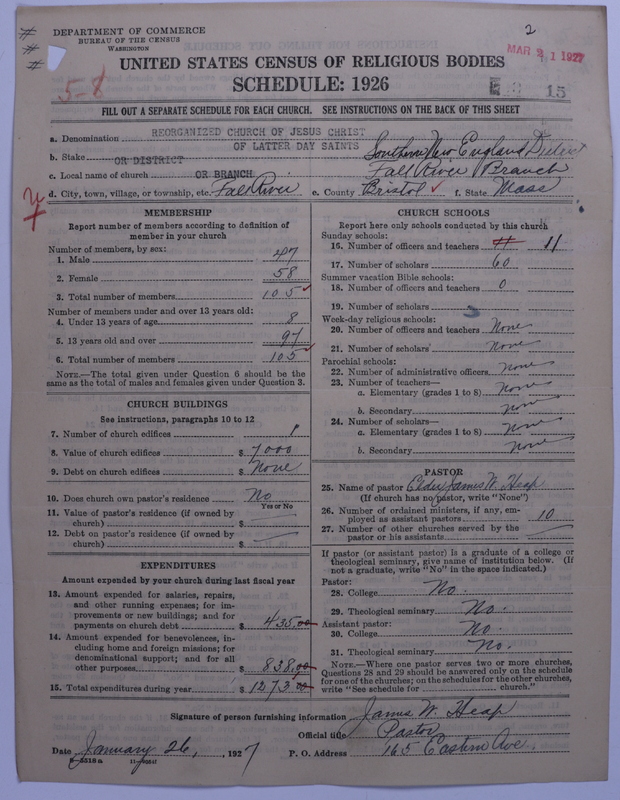 DEPARTMENT OF COMMERCE
BUREAU OF THE CENSUS
WASHINGTON
2
MAR 21 1927
UNITED STATES CENSUS OF RELIGIOUS BODIES
SCHEDULE: 1926
5-8
15
FILL OUT A SEPARATE SCHEDULE FOR EACH CHURCH. SEE INSTRUCTIONS ON THE BACK OF THIS SHEET
a. Denomination REORGANIZED CHURCH OF JESUS CHRIST
OF LATTER DAY SAINTS
b. Stake OR DISTRICT Southern New England District
c. Local name of church OR BRANCH Fall River Branch
d. City, town, village, or township, etc. Fall River e. County Bristol f. State Mass
MEMBERSHIP
Report number of members according to definition of member in your church
Number of members, by sex:
1. Male 47
2. Female 58
3. Total number of members 105
Number of members under and over 13 years old:
4. Under 13 years of age 8
5. 13 years old and over 97
6. Total number of members 105
NOTE.—The total given under Question 6 should be
same as the total of males and females given under Question 3.
CHURCH BUILDINGS
See instructions, paragraphs 10 to 12
7. Number of church edifices 1
8. Value of church edifices $ 7000
9. Debt on church edifices $ None
10. Does church own pastor's residence No
Yes or No
11. Value of pastor's residence (if owned by
church) $
12. Debt on pastor's residence (if owned by
church) $
EXPENDITURES
Amount expended by your church during last fiscal year
13. Amount expended for salaries, repairs,
and other running expenses; for im-
provements or new buildings; and for
payments on church debt $ 435.00
14. Amount expended for benevolences, in-
cluding home and foreign missions; for
denominational support; and for all
other purposes $ 838.00
15. Total expenditures during year $ 1273.00
CHURCH SCHOOLS
Report here only schools conducted by this church
Sunday schools:
16. Number of officers and teachers 11 11
17. Number of scholars 60
Summer vacation Bible schools:
18. Number of officers and teachers 0
19. Number of scholars
Week-day religious schools:
20. Number of officers and teachers None
21. Number of scholars None
Parochial schools:
22. Number of administrative officers None
23. Number of teachers—
a. Elementary (grades 1 to 8) None
b. Secondary None
24. Number of scholars—
a. Elementary (grades 1 to 8) None
b. Secondary None
PASTOR
25. Name of pastor Elder James W. Heap
(If church has no pastor, write "None")
26. Number of ordained ministers, if any, em-
ployed as assistant pastors 10
27. Number of other churches served by the
pastor or his assistants
If pastor (or assistant pastor) is a graduate of a college or
theological seminary, give name of institution below. (If
not a graduate, write "No" in the space indicated.)
Pastor:
28. College No.
29. Theological seminary No.
Assistant pastor:
30. College No.
31. Theological seminary No.
NOTE.—Where one pastor serves two or more churches,
Questions 28 and 29 should be answered only on the schedule
for one of the churches; on the schedules for the other churches,
write "See schedule for church."
Signature of person furnishing information James W. Heap
Official title Pastor
Date January 26, 1927 P. O. Address 165 Eastern Ave.